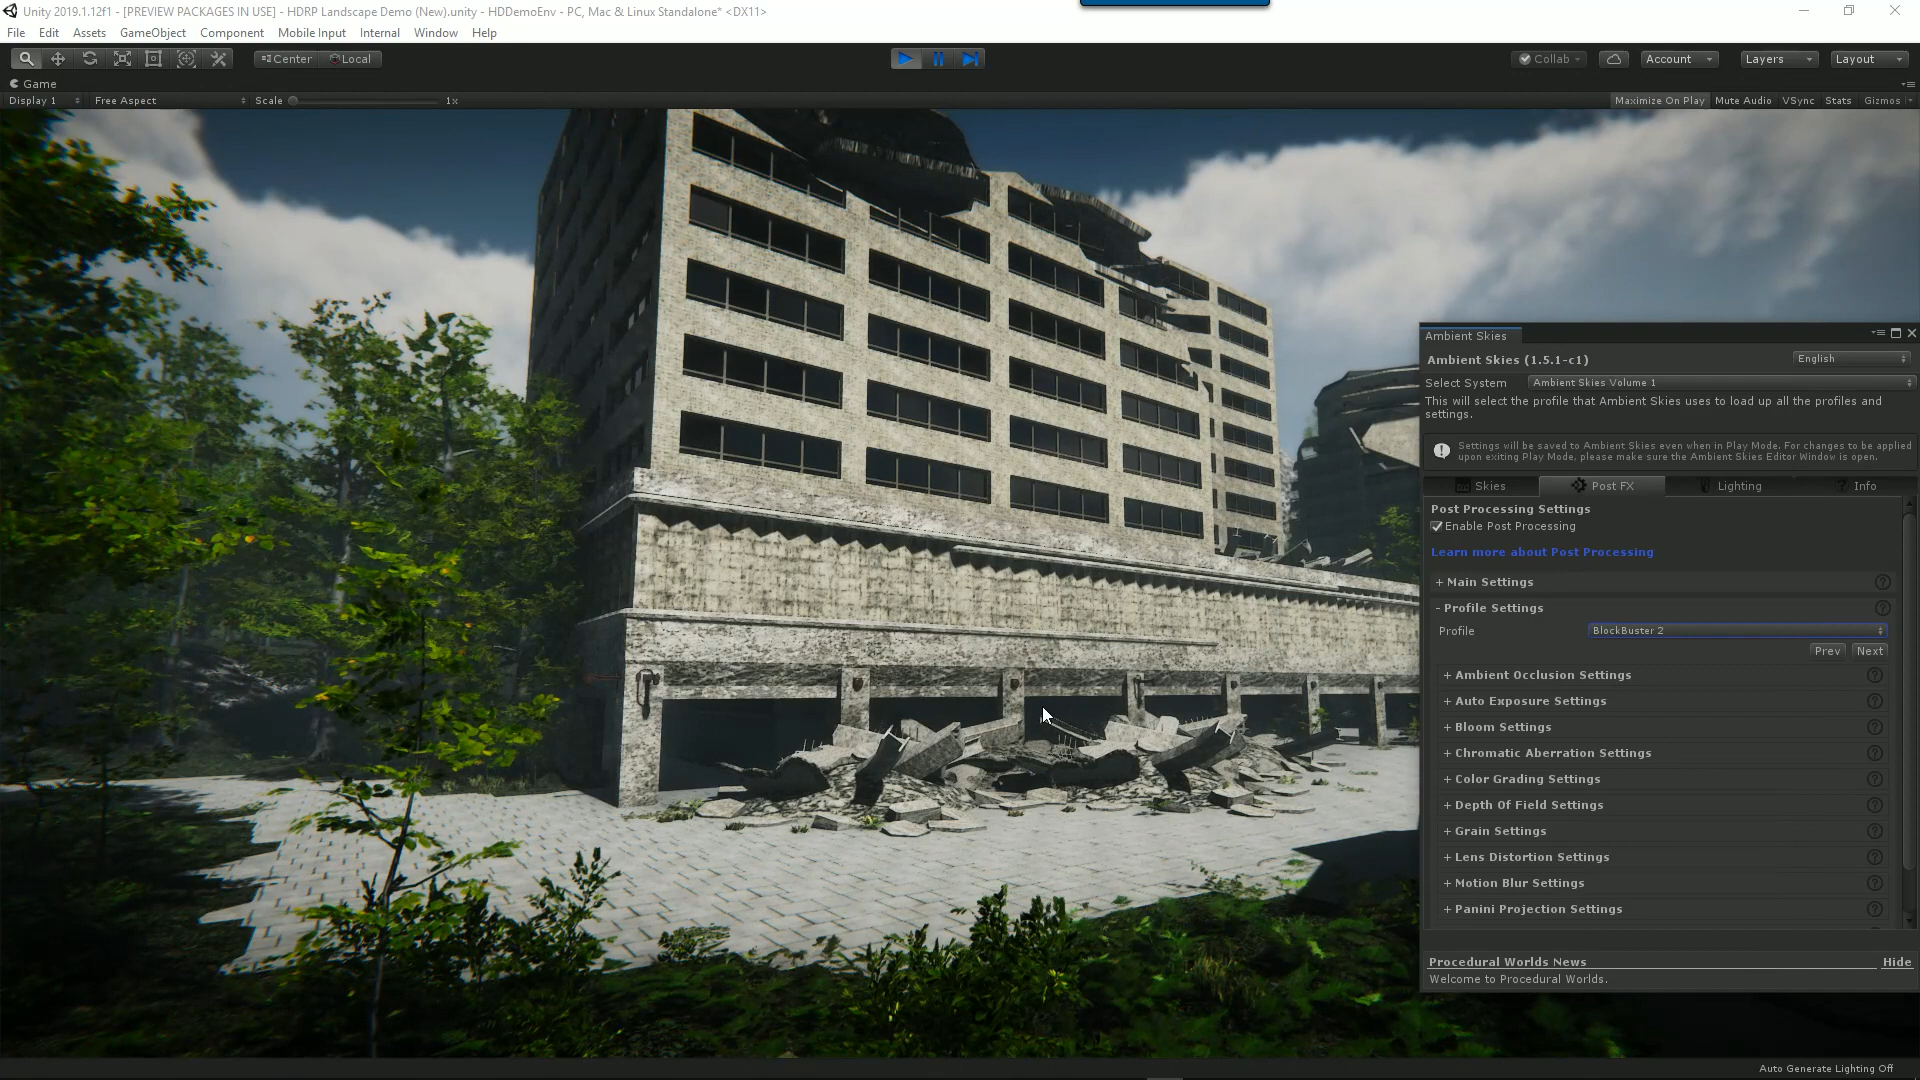 Unity 2019.1.12f1 - [PREVIEW PACKAGES IN USE] - HDRP Landscape Demo (New).unity - HDDemoEnv - PC, Mac & Linux Standalone* <DX11>
File Edit Assets GameObject Component Mobile Input Internal Window Help
Center Local Collab Account Layers Layout
Game
Display 1 Free Aspect Scale 1x Maximize On Play Mute Audio VSync Stats Gizmos
Ambient Skies
Ambient Skies (1.5.1-c1) English
Select System Ambient Skies Volume 1
This will select the profile that Ambient Skies uses to load up all the profiles and
settings.
Settings will be saved to Ambient Skies even when in Play Mode. For changes to be applied
upon exiting Play Mode, please make sure the Ambient Skies Editor Window is open.
Skies Post FX Lighting Info
Post Processing Settings
Enable Post Processing
Learn more about Post Processing
+ Main Settings
- Profile Settings
Profile BlockBuster 2
Prev Next
+ Ambient Occlusion Settings
+ Auto Exposure Settings
+ Bloom Settings
+ Chromatic Aberration Settings
+ Color Grading Settings
+ Depth Of Field Settings
+ Grain Settings
+ Lens Distortion Settings
+ Motion Blur Settings
+ Panini Projection Settings
Procedural Worlds News Hide
Welcome to Procedural Worlds.
Auto Generate Lighting Off